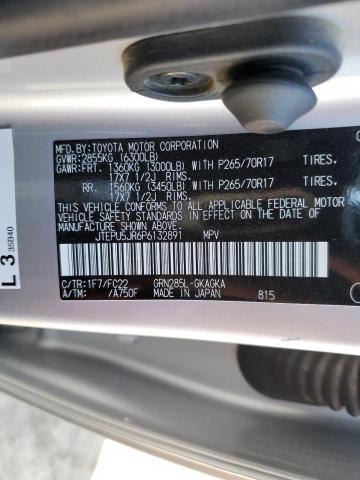 MFD.BY:TOYOTA MOTOR CORPORATION
GVWR:2855KG (6300LB)
GAWR:FRT. 1360KG (3000LB) WITH P265/70R17 TIRES.
17X7 1/2J RIMS.
RR. 1560KG (3450LB) WITH P265/70R17 TIRES.
17X7 1/2J RIMS.
THIS VEHICLE CONFORMS TO ALL APPLICABLE FEDERAL MOTOR
VEHICLE SAFETY
STANDARDS IN EFFECT ON THE DATE OF
MANUFACTURE SHOWN ABOVE.
JTEPU5JR6P6132891 MPV
C/TR:1F7/FC22 GRN285L-GKAGKA
A/TM: /A750F MADE IN JAPAN 815
L 3 35B40